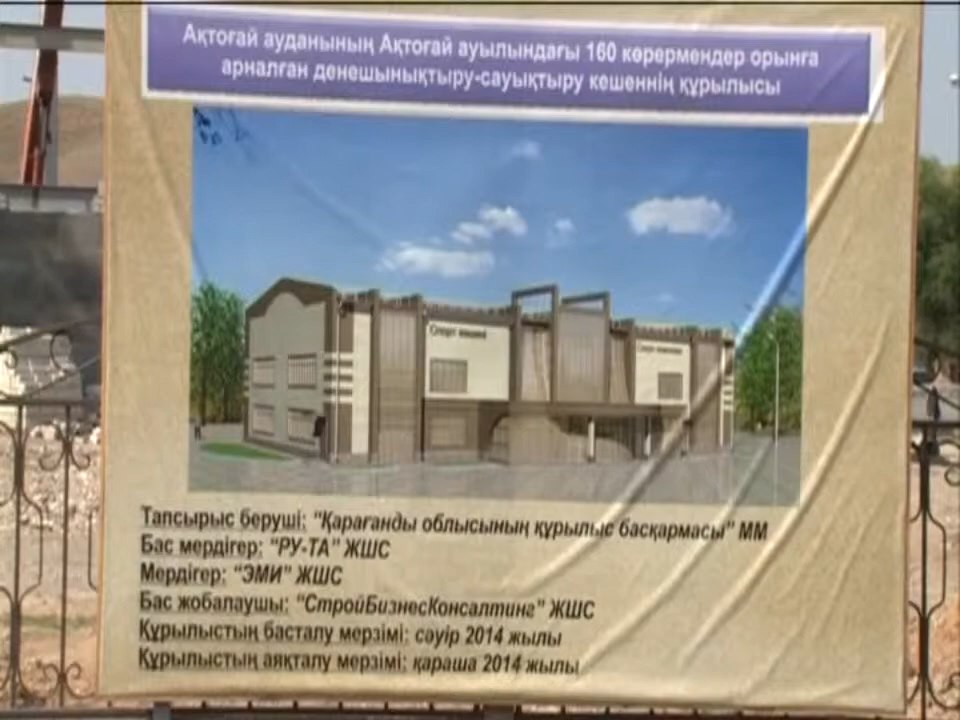 Ақтоғай ауданының Ақтоғай ауылындағы 160 көрермендер орынға
арналған денешынықтыру-сауықтыру кешеннің құрылысы
Спорт кешені
Тапсырыс беруші: “Қарағанды облысының құрылыс басқармасы” ММ
Бас мердігер: “РУ-ТА” ЖШС
Мердігер: “ЭМИ” ЖШС
Бас жобалаушы: “СтройБизнесКонсалтинг” ЖШС
Құрылыстың басталу мерзімі: сәуір 2014 жылы
Құрылыстың аяқталу мерзімі: қараша 2014 жылы